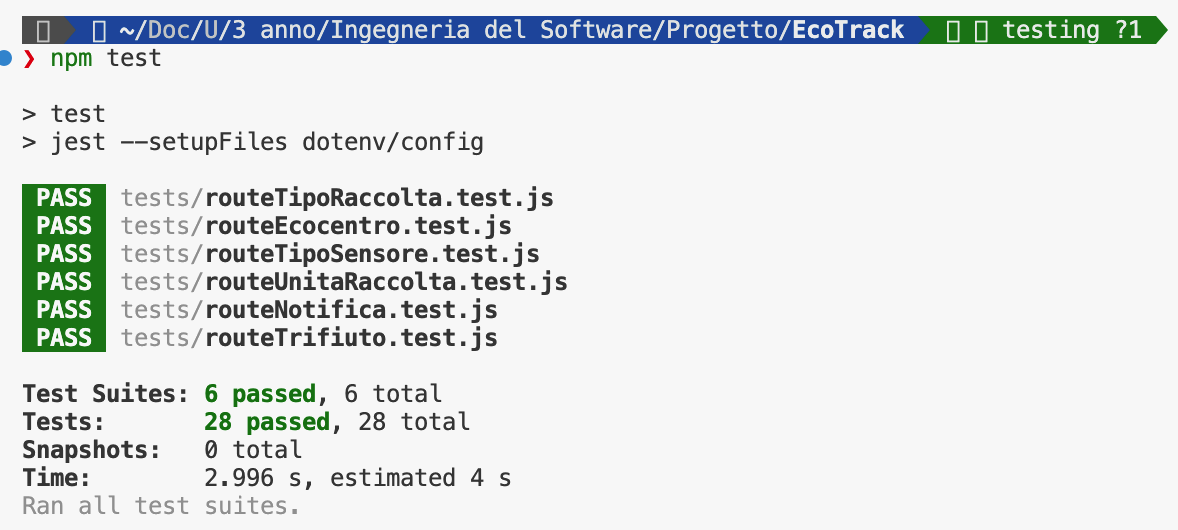 ~/Doc/U/3 anno/Ingegneria del Software/Progetto/EcoTrack testing ?1
❯ npm test
> test
> jest --setupFiles dotenv/config
PASS tests/routeTipoRaccolta.test.js
PASS tests/routeEcocentro.test.js
PASS tests/routeTipoSensore.test.js
PASS tests/routeUnitaRaccolta.test.js
PASS tests/routeNotifica.test.js
PASS tests/routeTrifiuto.test.js
Test Suites: 6 passed, 6 total
Tests: 28 passed, 28 total
Snapshots: 0 total
Time: 2.996 s, estimated 4 s
Ran all test suites.